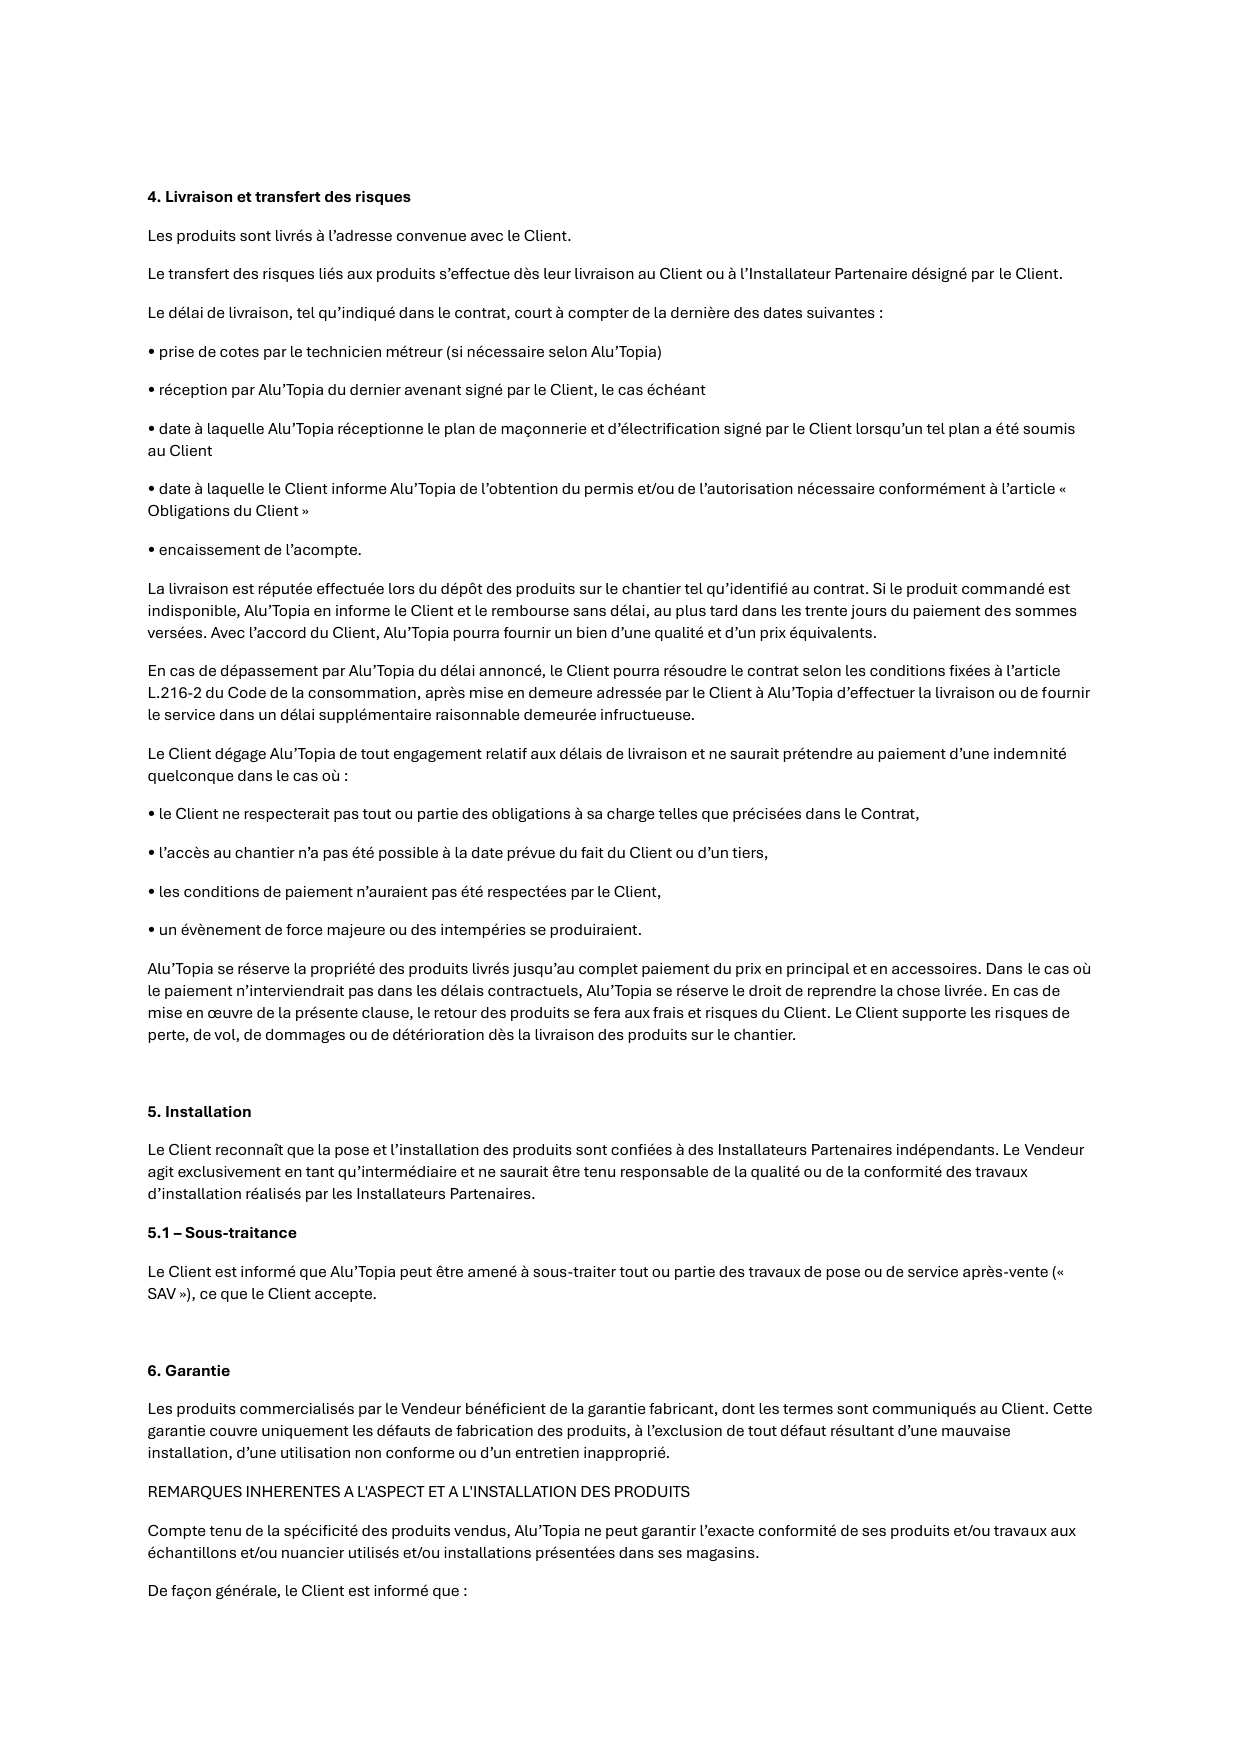 4. Livraison et transfert des risques
Les produits sont livrés à l’adresse convenue avec le Client.
Le transfert des risques liés aux produits s’effectue dès leur livraison au Client ou à l’Installateur Partenaire désigné par le Client.
Le délai de livraison, tel qu’indiqué dans le contrat, court à compter de la dernière des dates suivantes :
• prise de cotes par le technicien métreur (si nécessaire selon Alu’Topia)
• réception par Alu’Topia du dernier avenant signé par le Client, le cas échéant
• date à laquelle Alu’Topia réceptionne le plan de maçonnerie et d’électrification signé par le Client lorsqu’un tel plan a été soumis
au Client
• date à laquelle le Client informe Alu’Topia de l’obtention du permis et/ou de l’autorisation nécessaire conformément à l’article «
Obligations du Client »
• encaissement de l’acompte.
La livraison est réputée effectuée lors du dépôt des produits sur le chantier tel qu’identifié au contrat. Si le produit commandé est
indisponible, Alu’Topia en informe le Client et le rembourse sans délai, au plus tard dans les trente jours du paiement des sommes
versées. Avec l’accord du Client, Alu’Topia pourra fournir un bien d’une qualité et d’un prix équivalents.
En cas de dépassement par Alu’Topia du délai annoncé, le Client pourra résoudre le contrat selon les conditions fixées à l’article
L.216-2 du Code de la consommation, après mise en demeure adressée par le Client à Alu’Topia d’effectuer la livraison ou de fournir
le service dans un délai supplémentaire raisonnable demeurée infructueuse.
Le Client dégage Alu’Topia de tout engagement relatif aux délais de livraison et ne saurait prétendre au paiement d’une indemnité
quelconque dans le cas où :
• le Client ne respecterait pas tout ou partie des obligations à sa charge telles que précisées dans le Contrat,
• l’accès au chantier n’a pas été possible à la date prévue du fait du Client ou d’un tiers,
• les conditions de paiement n’auraient pas été respectées par le Client,
• un évènement de force majeure ou des intempéries se produiraient.
Alu’Topia se réserve la propriété des produits livrés jusqu’au complet paiement du prix en principal et en accessoires. Dans le cas où
le paiement n’interviendrait pas dans les délais contractuels, Alu’Topia se réserve le droit de reprendre la chose livrée. En cas de
mise en œuvre de la présente clause, le retour des produits se fera aux frais et risques du Client. Le Client supporte les risques de
perte, de vol, de dommages ou de détérioration dès la livraison des produits sur le chantier.
5. Installation
Le Client reconnaît que la pose et l’installation des produits sont confiées à des Installateurs Partenaires indépendants. Le Vendeur
agit exclusivement en tant qu’intermédiaire et ne saurait être tenu responsable de la qualité ou de la conformité des travaux
d’installation réalisés par les Installateurs Partenaires.
5.1 – Sous-traitance
Le Client est informé que Alu’Topia peut être amené à sous-traiter tout ou partie des travaux de pose ou de service après-vente («
SAV »), ce que le Client accepte.
6. Garantie
Les produits commercialisés par le Vendeur bénéficient de la garantie fabricant, dont les termes sont communiqués au Client. Cette
garantie couvre uniquement les défauts de fabrication des produits, à l’exclusion de tout défaut résultant d’une mauvaise
installation, d’une utilisation non conforme ou d’un entretien inapproprié.
REMARQUES INHERENTES A L'ASPECT ET A L'INSTALLATION DES PRODUITS
Compte tenu de la spécificité des produits vendus, Alu’Topia ne peut garantir l’exacte conformité de ses produits et/ou travaux aux
échantillons et/ou nuancier utilisés et/ou installations présentées dans ses magasins.
De façon générale, le Client est informé que :